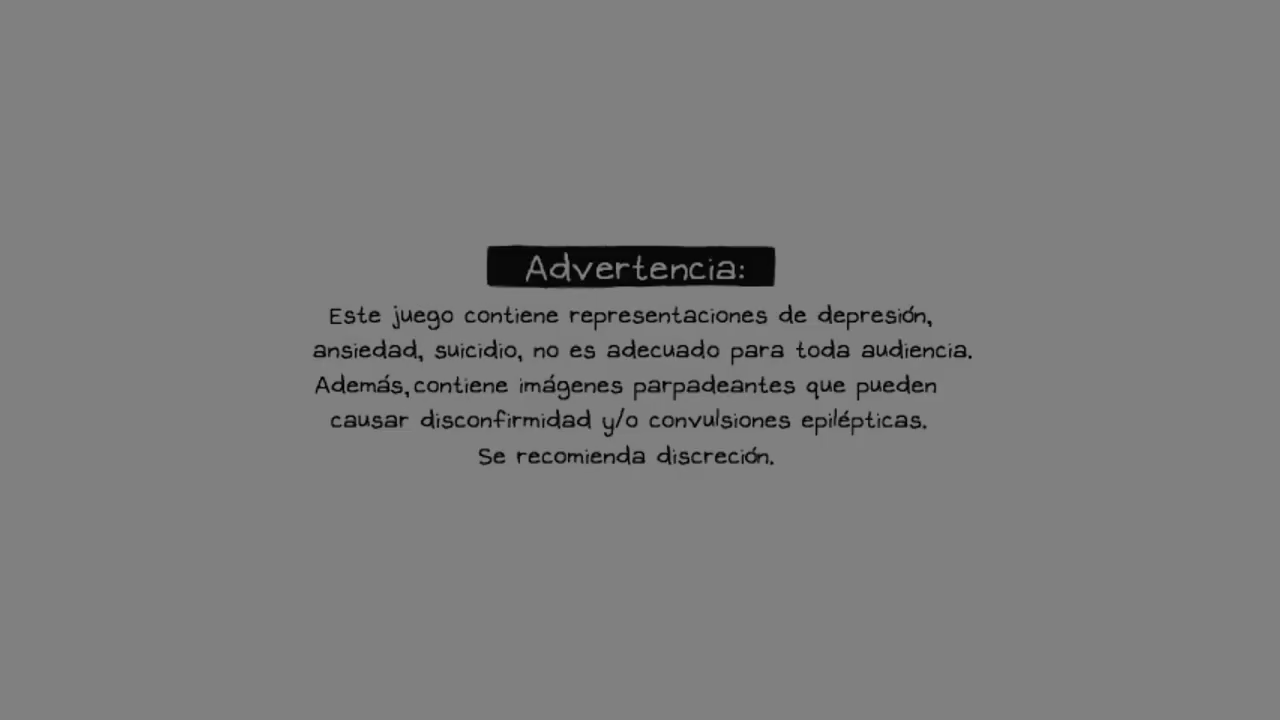 Advertencia:
Este juego contiene representaciones de depresión,
ansiedad, suicidio, no es adecuado para toda audiencia.
Además, contiene imágenes parpadeantes que pueden
causar disconfirmidad y/o convulsiones epilépticas.
Se recomienda discreción.